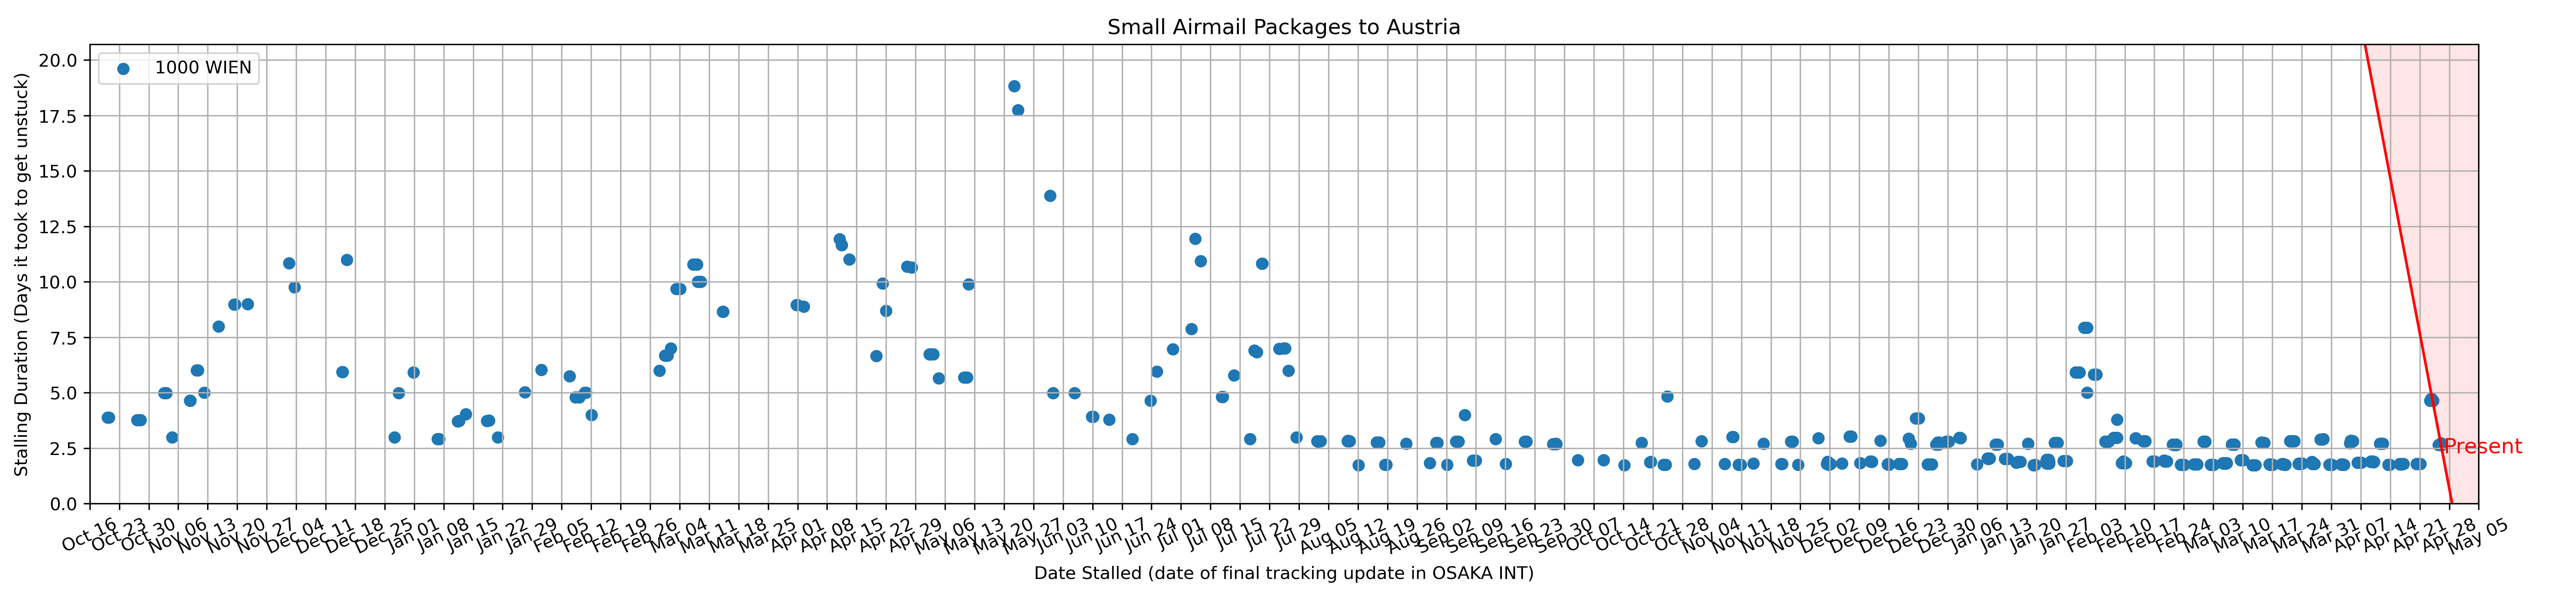 Small Airmail Packages to Austria
1000 WIEN
Stalling Duration (Days it took to get unstuck)
20.0
17.5
15.0
12.5
10.0
7.5
5.0
2.5
0.0
Present
Oct 16 Oct 23 Oct 30 Nov 06 Nov 13 Nov 20 Nov 27 Dec 04 Dec 11 Dec 18 Dec 25 Jan 01 Jan 08 Jan 15 Jan 22 Jan 29 Feb 05 Feb 12 Feb 19 Feb 26 Mar 04 Mar 11 Mar 18 Mar 25 Apr 01 Apr 08 Apr 15 Apr 22 Apr 29 May 06 May 13 May 20 May 27 Jun 03 Jun 10 Jun 17 Jun 24 Jul 01 Jul 08 Jul 15 Jul 22 Jul 29 Aug 05 Aug 12 Aug 19 Aug 26 Sep 02 Sep 09 Sep 16 Sep 23 Sep 30 Oct 07 Oct 14 Oct 21 Oct 28 Nov 04 Nov 11 Nov 18 Nov 25 Dec 02 Dec 09 Dec 16 Dec 23 Dec 30 Jan 06 Jan 13 Jan 20 Jan 27 Feb 03 Feb 10 Feb 17 Feb 24 Mar 03 Mar 10 Mar 17 Mar 24 Mar 31 Apr 07 Apr 14 Apr 21 Apr 28 May 05
Date Stalled (date of final tracking update in OSAKA INT)